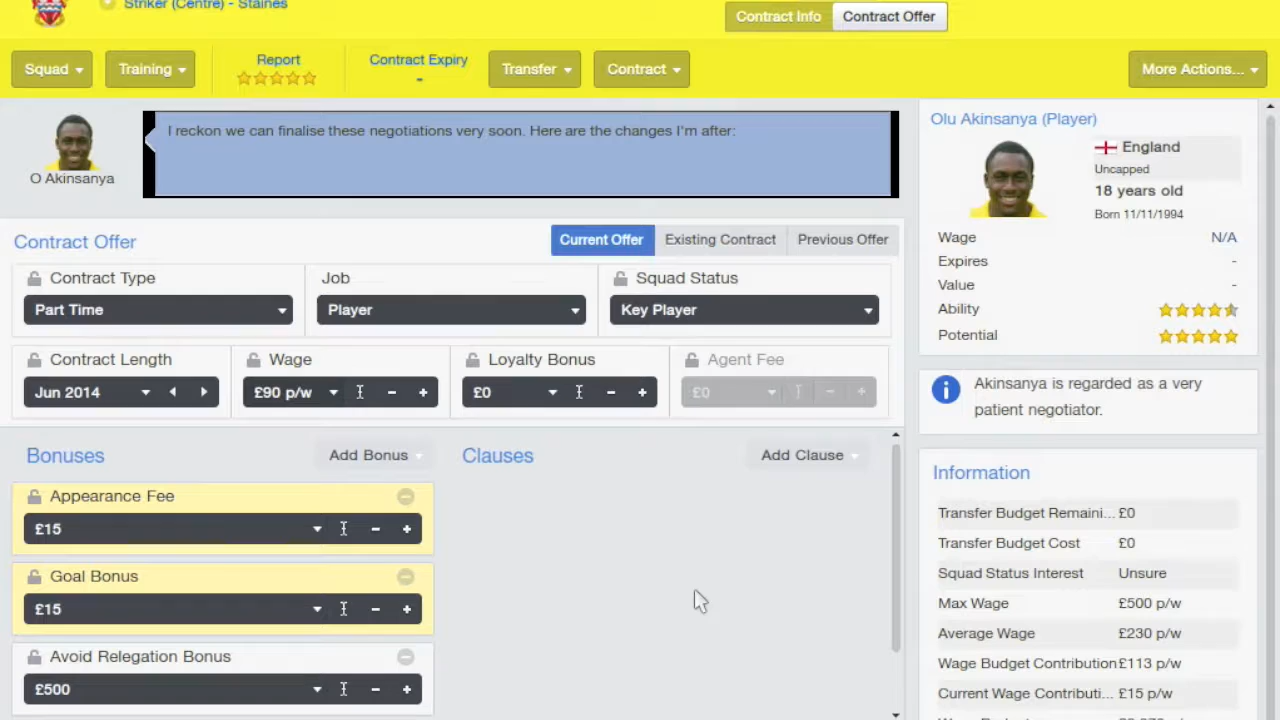 Striker (Centre) - Staines
Contract Info
Contract Offer
Squad
Training
Report
Contract Expiry
-
Transfer
Contract
More Actions...
I reckon we can finalise these negotiations very soon. Here are the changes I'm after:
O Akinsanya
Contract Offer
Current Offer
Existing Contract
Previous Offer
Contract Type
Part Time
Job
Player
Squad Status
Key Player
Contract Length
Jun 2014
Wage
£90 p/w
Loyalty Bonus
£0
Agent Fee
£0
Bonuses
Add Bonus
Clauses
Add Clause
Appearance Fee
£15
Goal Bonus
£15
Avoid Relegation Bonus
£500
Olu Akinsanya (Player)
England
Uncapped
18 years old
Born 11/11/1994
Wage N/A
Expires -
Value -
Ability
Potential
Akinsanya is regarded as a very
patient negotiator.
Information
Transfer Budget Remaini... £0
Transfer Budget Cost £0
Squad Status Interest Unsure
Max Wage £500 p/w
Average Wage £230 p/w
Wage Budget Contribution £113 p/w
Current Wage Contributi... £15 p/w